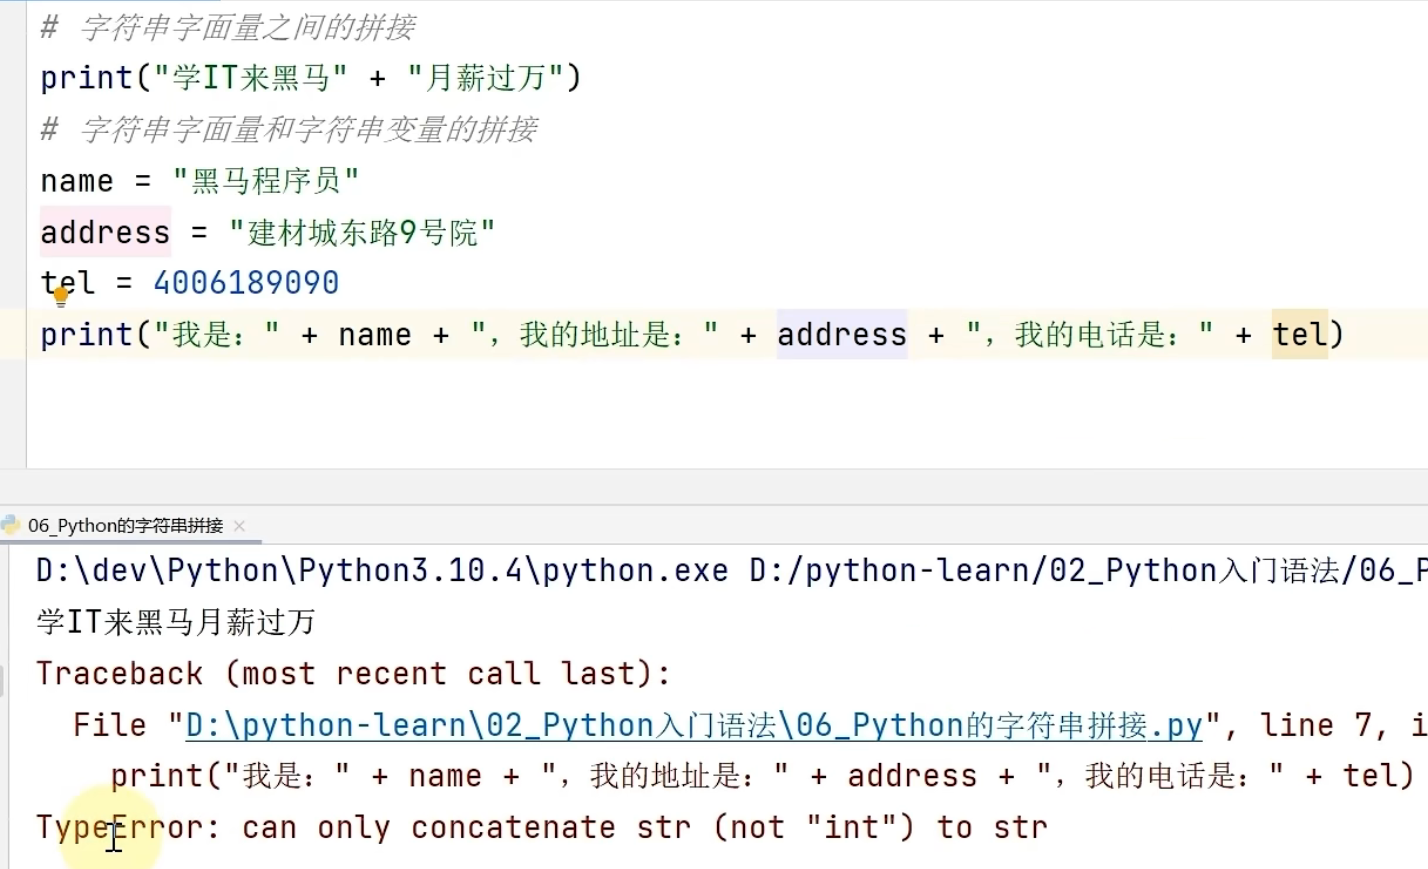 # 字符串字面量之间的拼接
print("学IT来黑马" + "月薪过万")
# 字符串字面量和字符串变量的拼接
name = "黑马程序员"
address = "建材城东路9号院"
tel = 4006189090
print("我是：" + name + "，我的地址是：" + address + "，我的电话是：" + tel)
06_Python的字符串拼接
D:\dev\Python\Python3.10.4\python.exe D:/python-learn/02_Python入门语法/06_P
学IT来黑马月薪过万
Traceback (most recent call last):
File "D:\python-learn\02_Python入门语法\06_Python的字符串拼接.py", line 7, i
print("我是：" + name + "，我的地址是：" + address + "，我的电话是：" + tel)
TypeError: can only concatenate str (not "int") to str